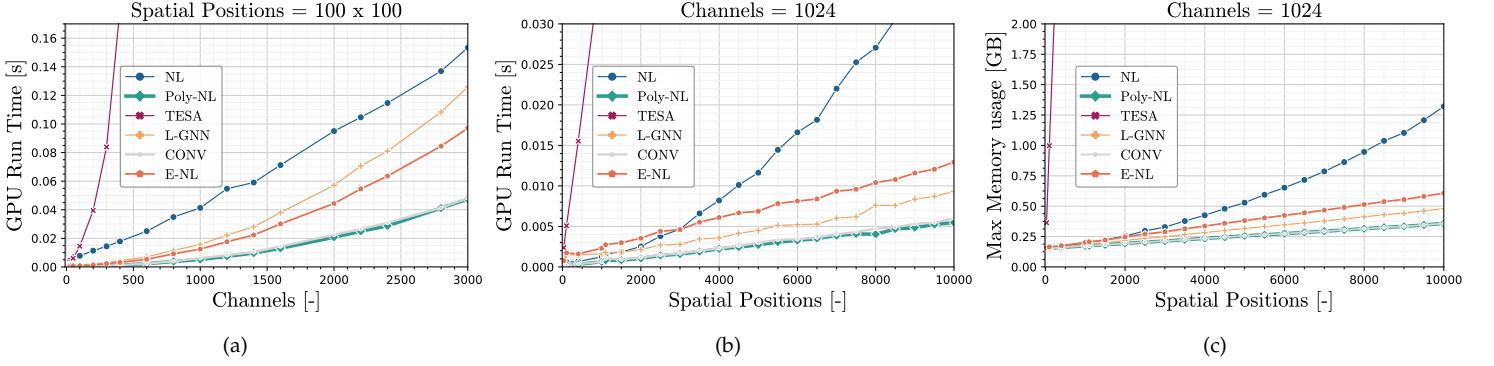 Spatial Positions = 100 x 100
GPU Run Time [s]
0.16
0.14
0.12
0.10
0.08
0.06
0.04
0.02
0.00
NL
Poly-NL
TESA
L-GNN
CONV
E-NL
0 500 1000 1500 2000 2500 3000
Channels [-]
(a)
Channels = 1024
GPU Run Time [s]
0.030
0.025
0.020
0.015
0.010
0.005
0.000
NL
Poly-NL
TESA
L-GNN
CONV
E-NL
0 2000 4000 6000 8000 10000
Spatial Positions [-]
(b)
Channels = 1024
Max Memory usage [GB]
2.00
1.75
1.50
1.25
1.00
0.75
0.50
0.25
0.00
NL
Poly-NL
TESA
L-GNN
CONV
E-NL
0 1000 2000 3000 4000 5000 6000 7000 8000 9000 10000
Spatial Positions [-]
(c)